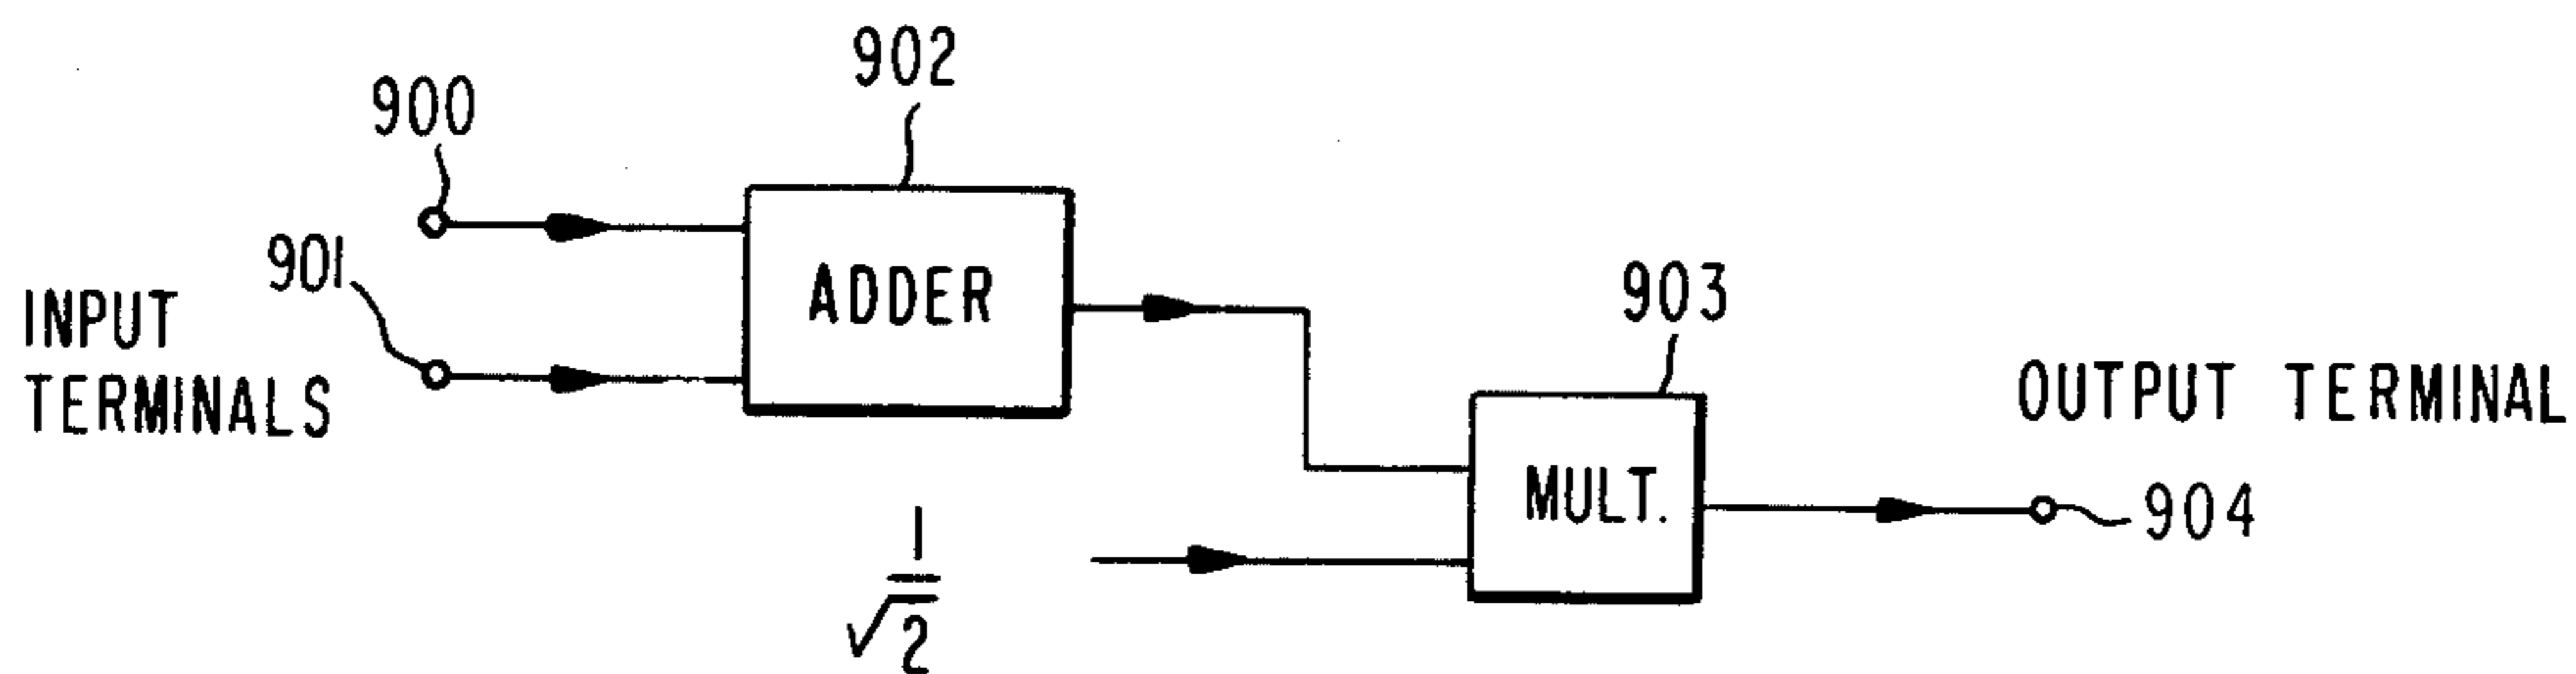 902
900
901
INPUT
TERMINALS
ADDER
903
MULT.
OUTPUT TERMINAL
904
1
√2